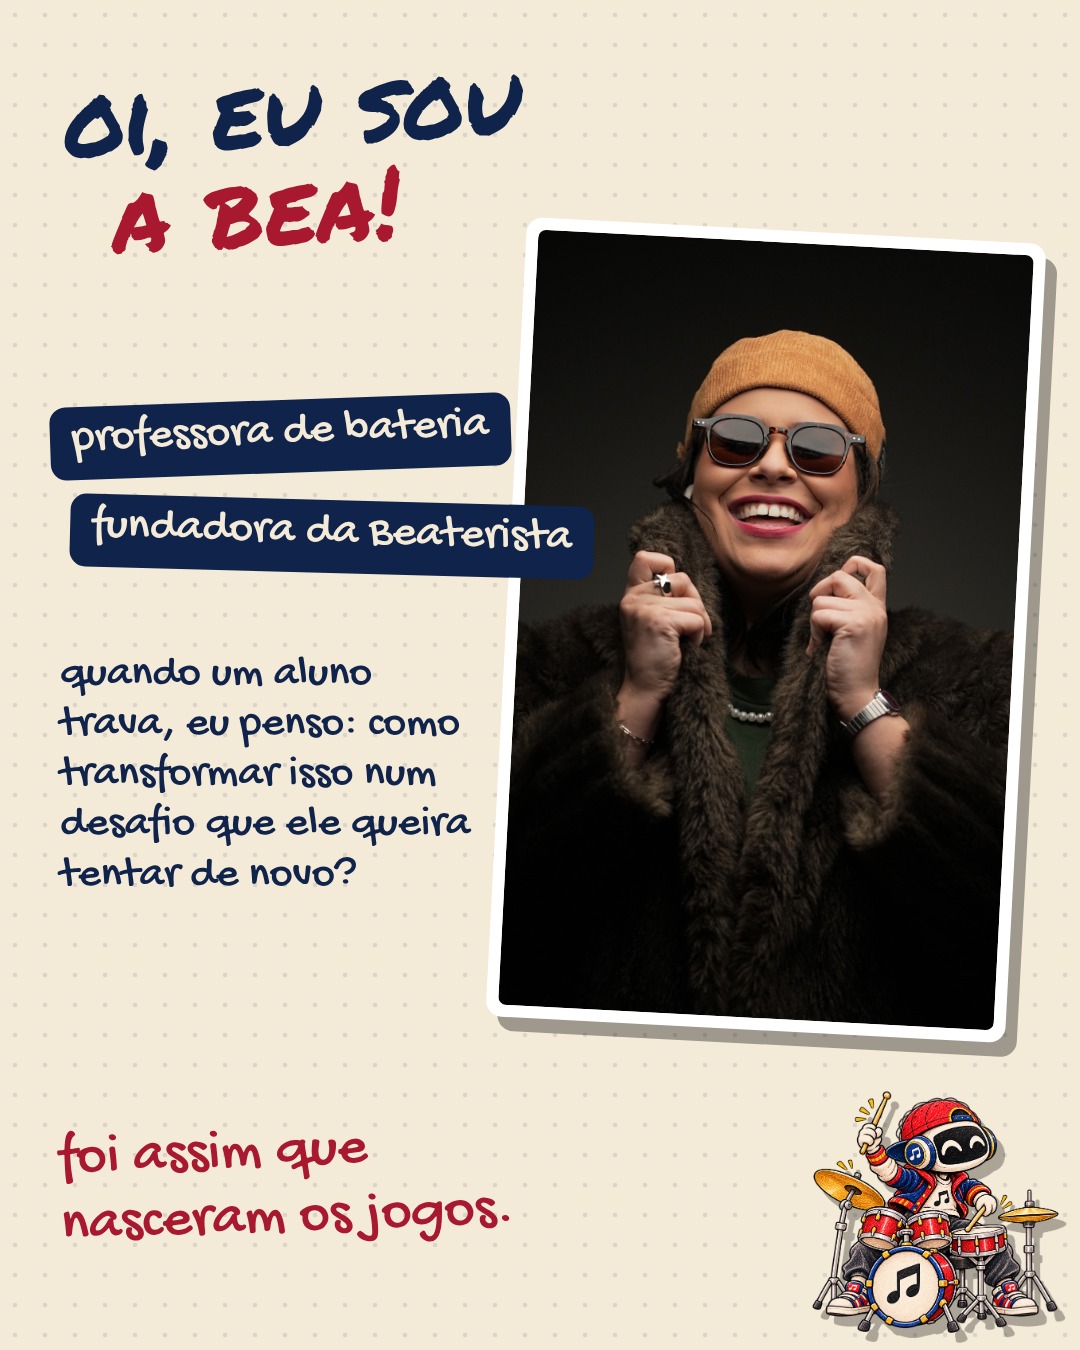 OI, EU SOU
A BEA!
professora de bateria
fundadora da Beaterista
quando um aluno
trava, eu penso: como
transformar isso num
desafio que ele queira
tentar de novo?
foi assim que
nasceram os jogos.